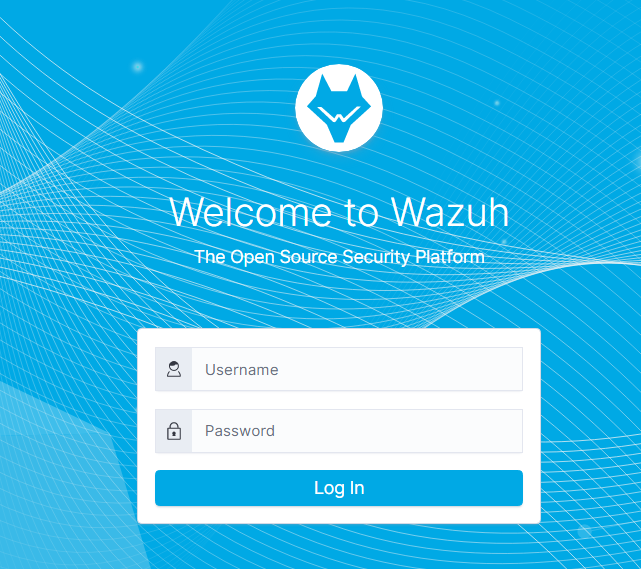 Welcome to Wazuh
The Open Source Security Platform
Username
Password
Log In